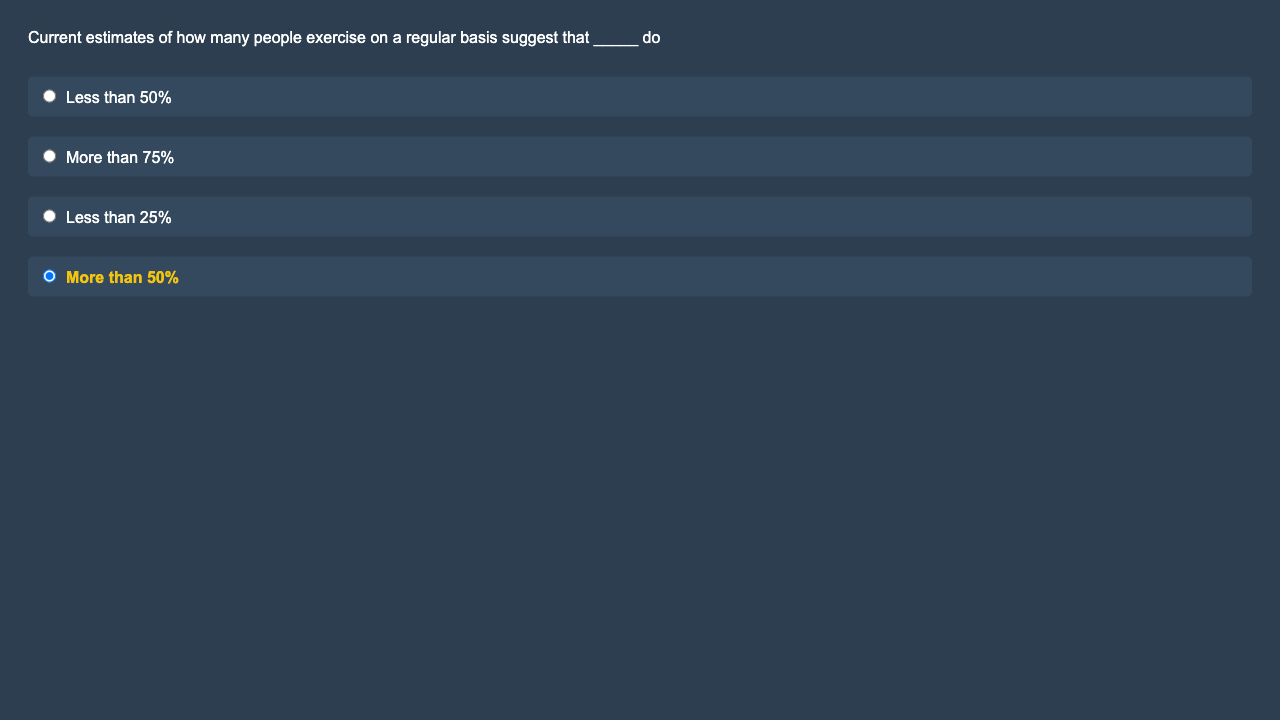 Current estimates of how many people exercise on a regular basis suggest that _____ do
Less than 50%
More than 75%
Less than 25%
More than 50%